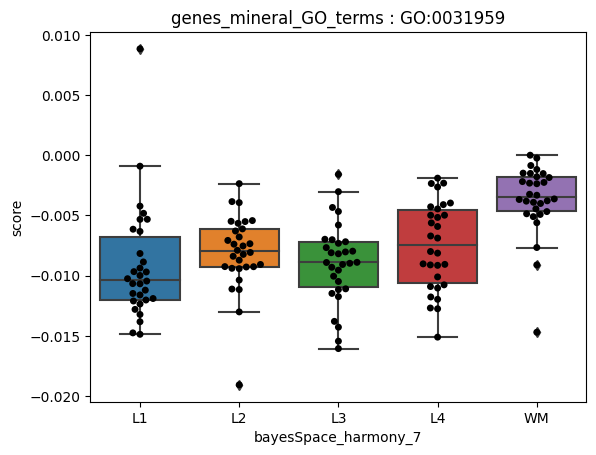 genes_mineral_GO_terms : GO:0031959
0.010
0.005
0.000
−0.005
−0.010
−0.015
−0.020
score
L1 L2 L3 L4 WM
bayesSpace_harmony_7